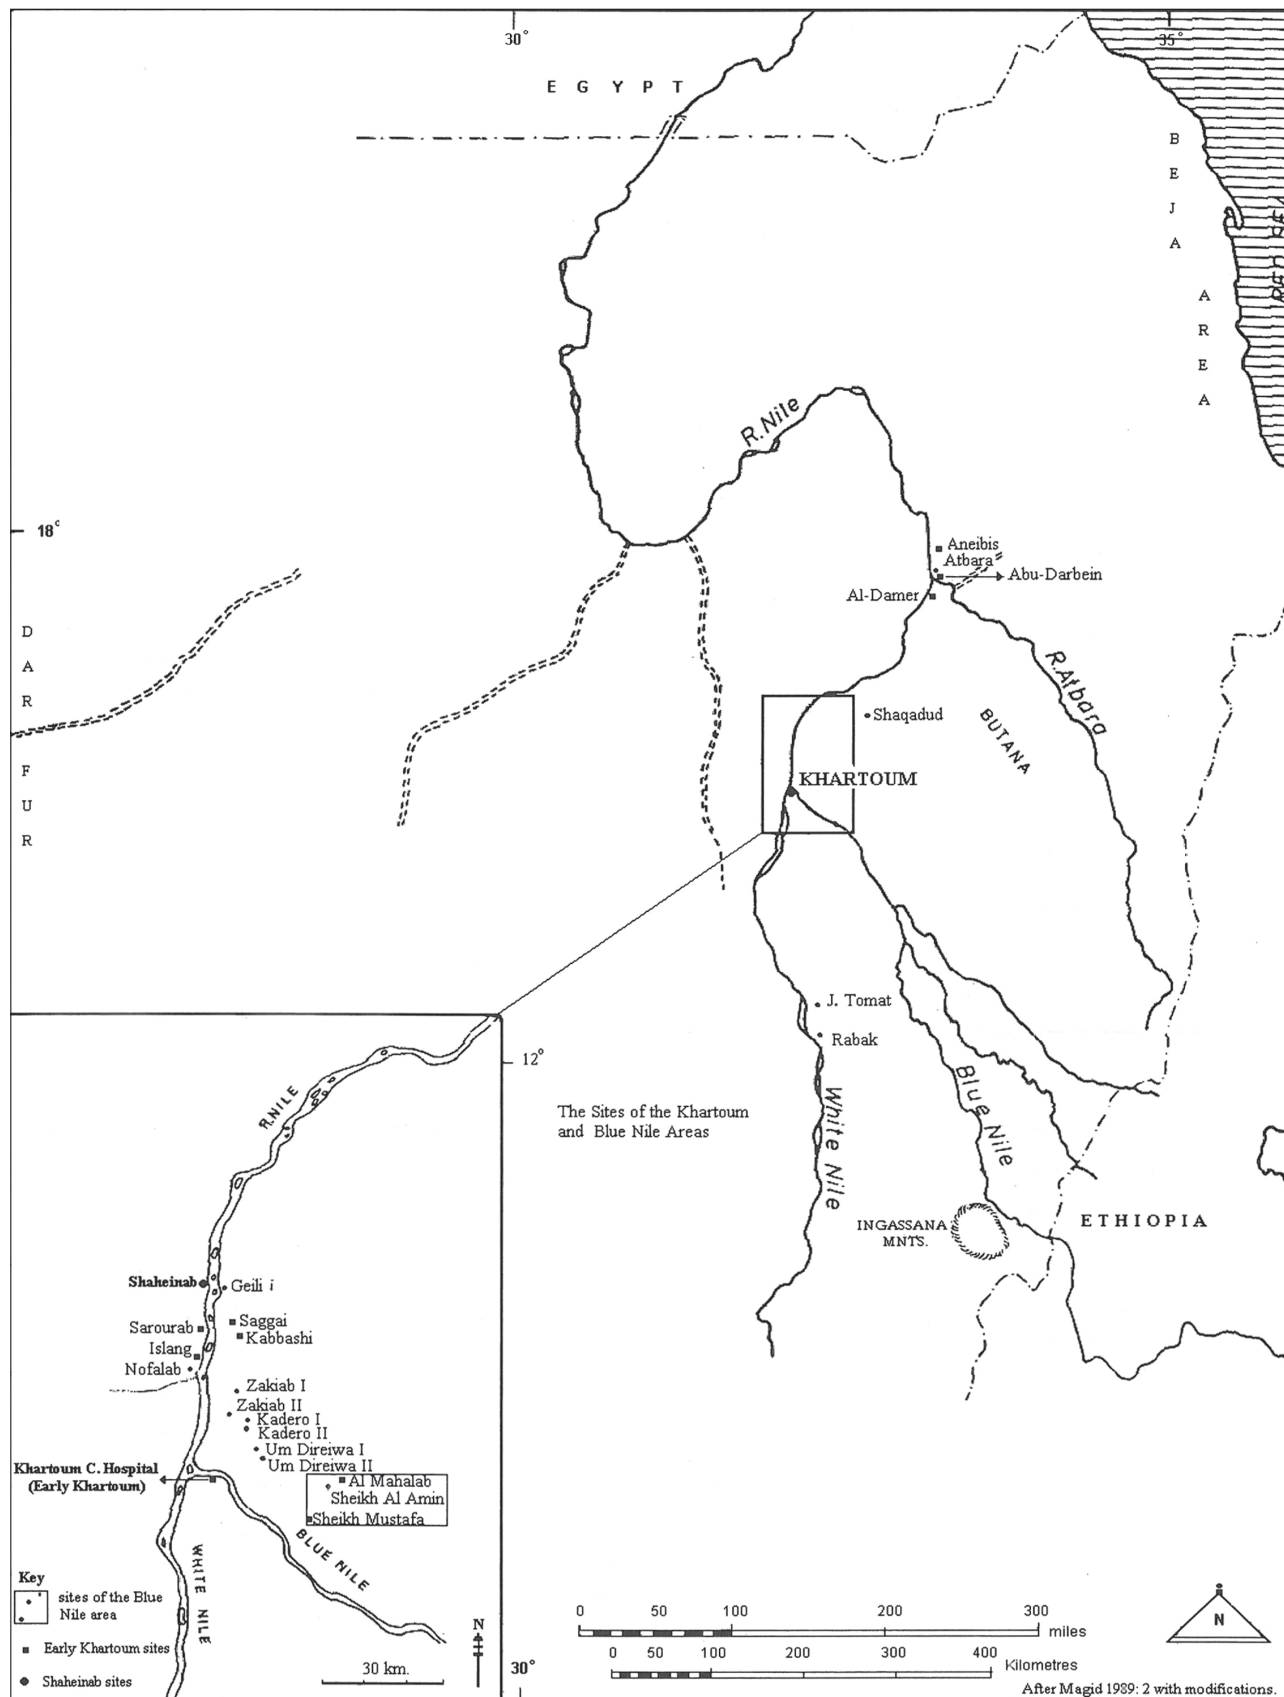 30°
35°
EGYPT
BEJA AREA
RED SEA
R. Nile
18°
Aneibis
Atbara
Abu-Darbein
Al-Damer
DAR FUR
R. Atbara
Shaqadud
BUTANA
KHARTOUM
J. Tomat
Rabak
12°
The Sites of the Khartoum
and Blue Nile Areas
White Nile
Blue Nile
INGASSANA
MNTS.
ETHIOPIA
R. NILE
Shaheinab
Geili i
Sarourab
Saggai
Kabbashi
Islang
Nofalab
Zakiab I
Zakiab II
Kadero I
Kadero II
Um Direiwa I
Um Direiwa II
Khartoum C. Hospital
(Early Khartoum)
Al Mahalab
Sheikh Al Amin
Sheikh Mustafa
BLUE NILE
WHITE NILE
Key
sites of the Blue
Nile area
Early Khartoum sites
Shaheinab sites
N
30 km.
30°
0 50 100 200 300
miles
0 50 100 200 300 400
Kilometres
N
After Magid 1989: 2 with modifications.